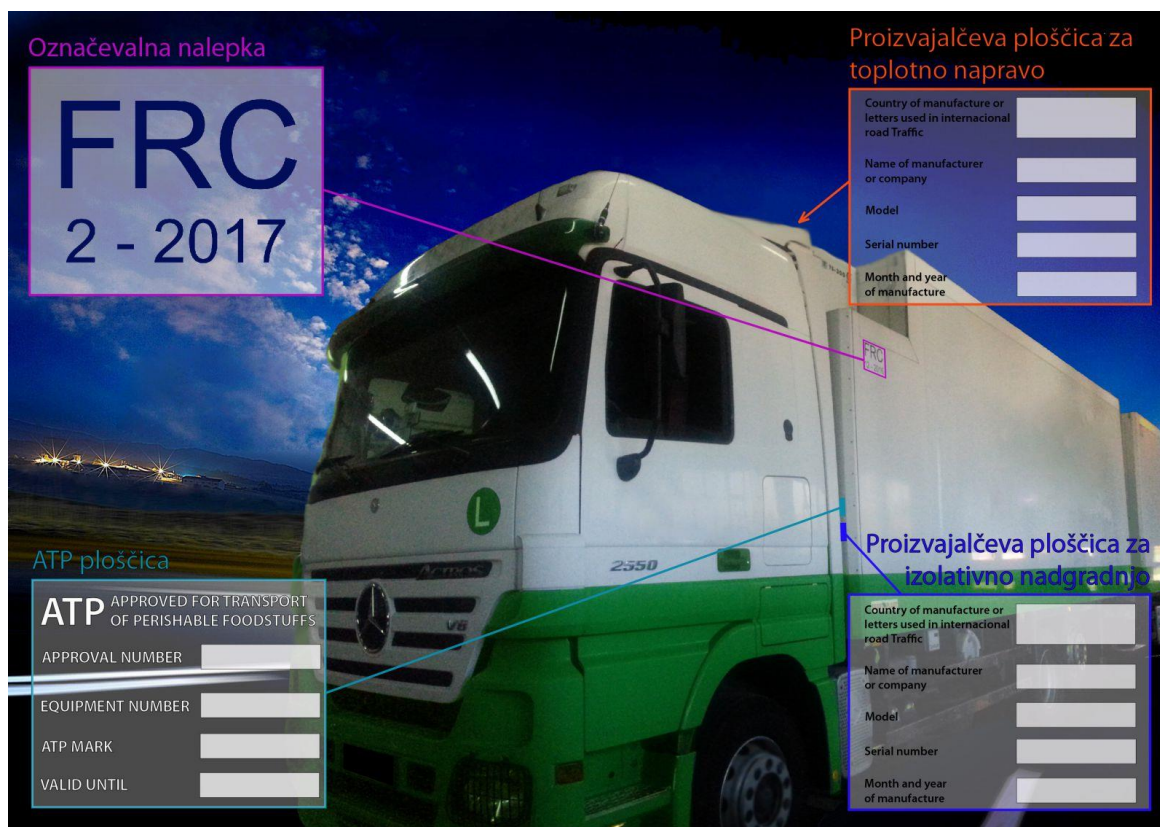 Označevalna nalepka
FRC
2 - 2017
Proizvajalčeva ploščica za
toplotno napravo
Country of manufacture or
letters used in internacional
road Traffic
Name of manufacturer
or company
Model
Serial number
Month and year
of manufacture
FRC
L
2550
Actros
V6
ATP ploščica
ATP APPROVED FOR TRANSPORT
OF PERISHABLE FOODSTUFFS
APPROVAL NUMBER
EQUIPMENT NUMBER
ATP MARK
VALID UNTIL
Proizvajalčeva ploščica za
izolativno nadgradnjo
Country of manufacture or
letters used in internacional
road Traffic
Name of manufacturer
or company
Model
Serial number
Month and year
of manufacture